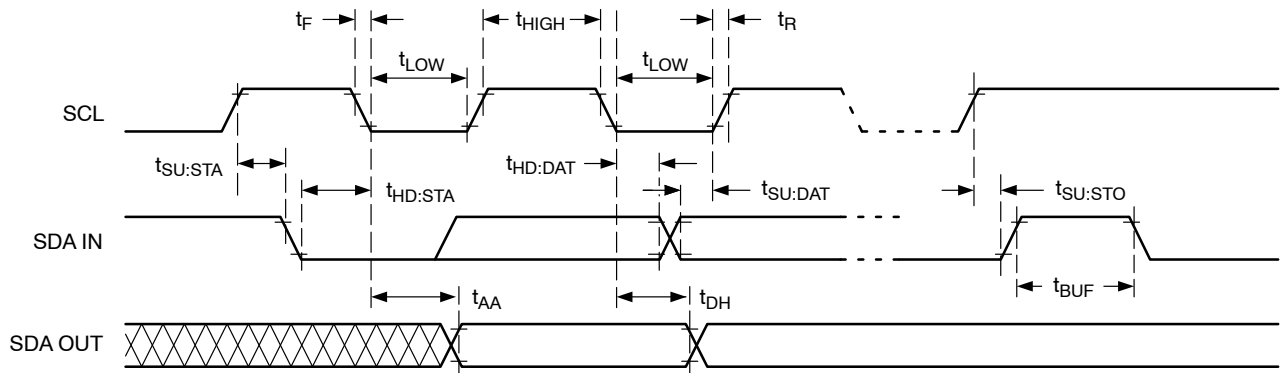 tF
tHIGH
tR
tLOW
tLOW
SCL
tSU:STA
tHD:STA
tHD:DAT
tSU:DAT
tSU:STO
SDA IN
tAA
tDH
tBUF
SDA OUT